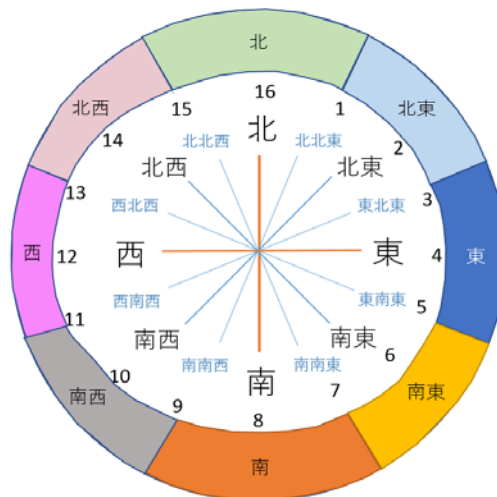 北
16
15
1
北西
北東
14
2
北
北北西
北北東
北西
北東
13
3
西北西
東北東
西
12
西
東
4
東
西南西
東南東
11
5
南西
南東
南南西
南南東
10
6
南西
南東
南
9
7
8
南